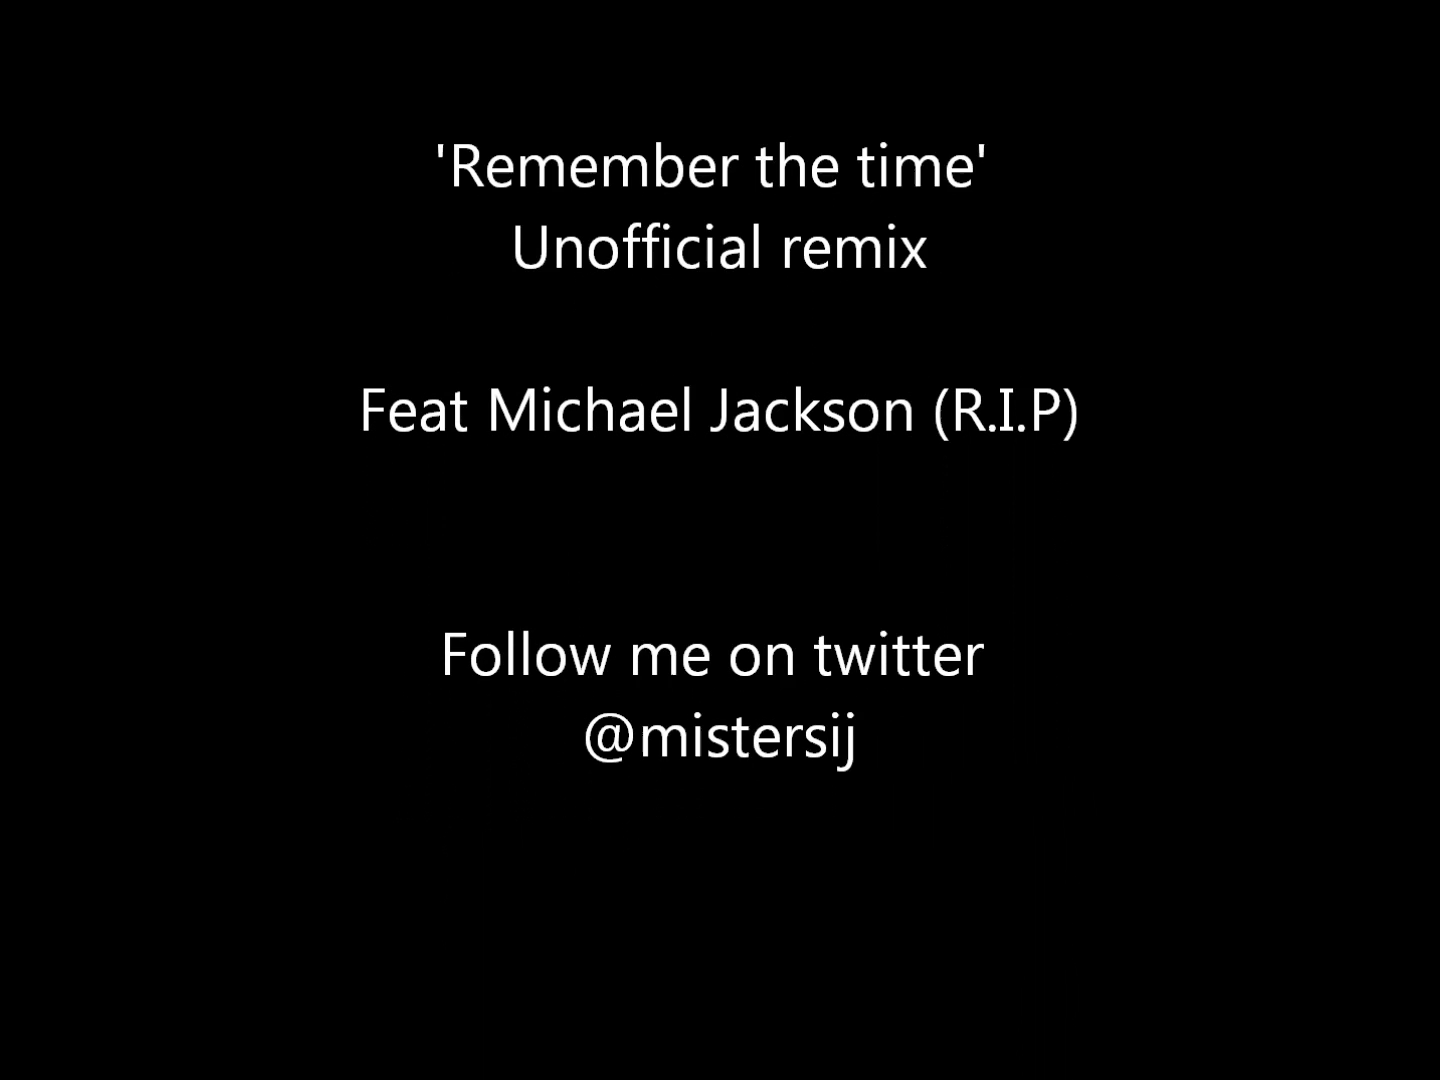 'Remember the time'
Unofficial remix
Feat Michael Jackson (R.I.P)
Follow me on twitter
@mistersij